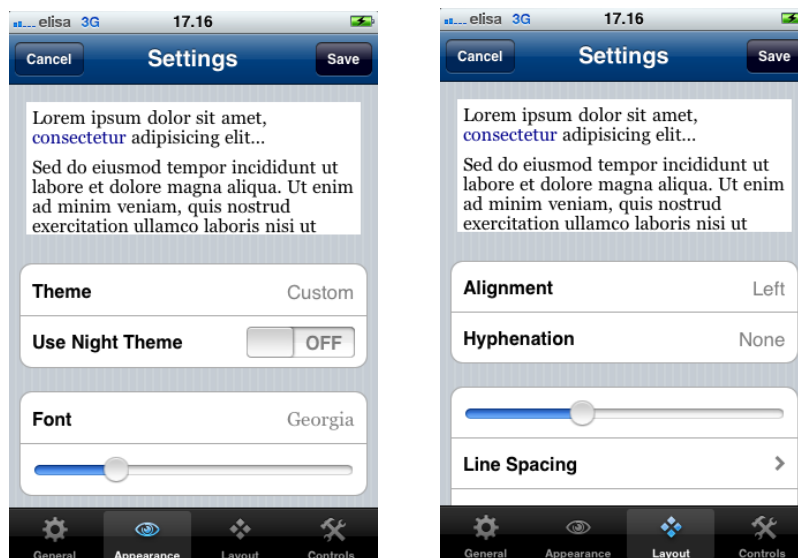 elisa 3G 17.16
Cancel Settings Save
Lorem ipsum dolor sit amet,
consectetur adipisicing elit...
Sed do eiusmod tempor incididunt ut
labore et dolore magna aliqua. Ut enim
ad minim veniam, quis nostrud
exercitation ullamco laboris nisi ut
Theme Custom
Use Night Theme OFF
Font Georgia
General Appearance Layout Controls
elisa 3G 17.16
Cancel Settings Save
Lorem ipsum dolor sit amet,
consectetur adipisicing elit...
Sed do eiusmod tempor incididunt ut
labore et dolore magna aliqua. Ut enim
ad minim veniam, quis nostrud
exercitation ullamco laboris nisi ut
Alignment Left
Hyphenation None
Line Spacing
General Appearance Layout Controls